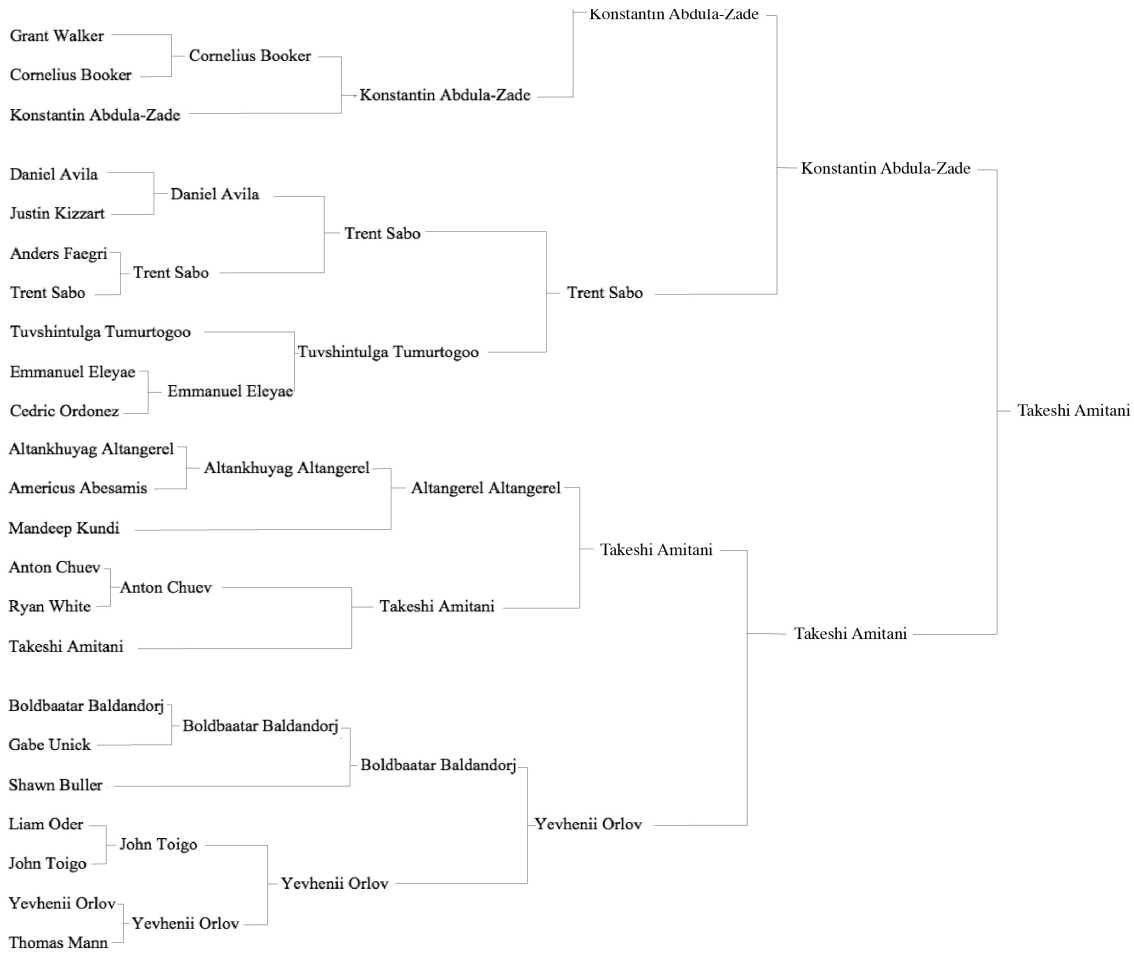 Konstantin Abdula-Zade
Grant Walker
Cornelius Booker
Cornelius Booker
Konstantin Abdula-Zade
Konstantin Abdula-Zade
Konstantin Abdula-Zade
Daniel Avila
Daniel Avila
Justin Kizzart
Trent Sabo
Anders Faegri
Trent Sabo
Trent Sabo
Trent Sabo
Tuvshintulga Tumurtogoo
Tuvshintulga Tumurtogoo
Emmanuel Eleyae
Emmanuel Eleyae
Cedric Ordonez
Takeshi Amitani
Altankhuyag Altangerel
Altankhuyag Altangerel
Americus Abesamis
Altangerel Altangerel
Mandeep Kundi
Takeshi Amitani
Anton Chuev
Anton Chuev
Ryan White
Takeshi Amitani
Takeshi Amitani
Takeshi Amitani
Boldbaatar Baldandorj
Boldbaatar Baldandorj
Gabe Unick
Boldbaatar Baldandorj
Shawn Buller
Liam Oder
Yevhenii Orlov
John Toigo
John Toigo
Yevhenii Orlov
Yevhenii Orlov
Yevhenii Orlov
Thomas Mann